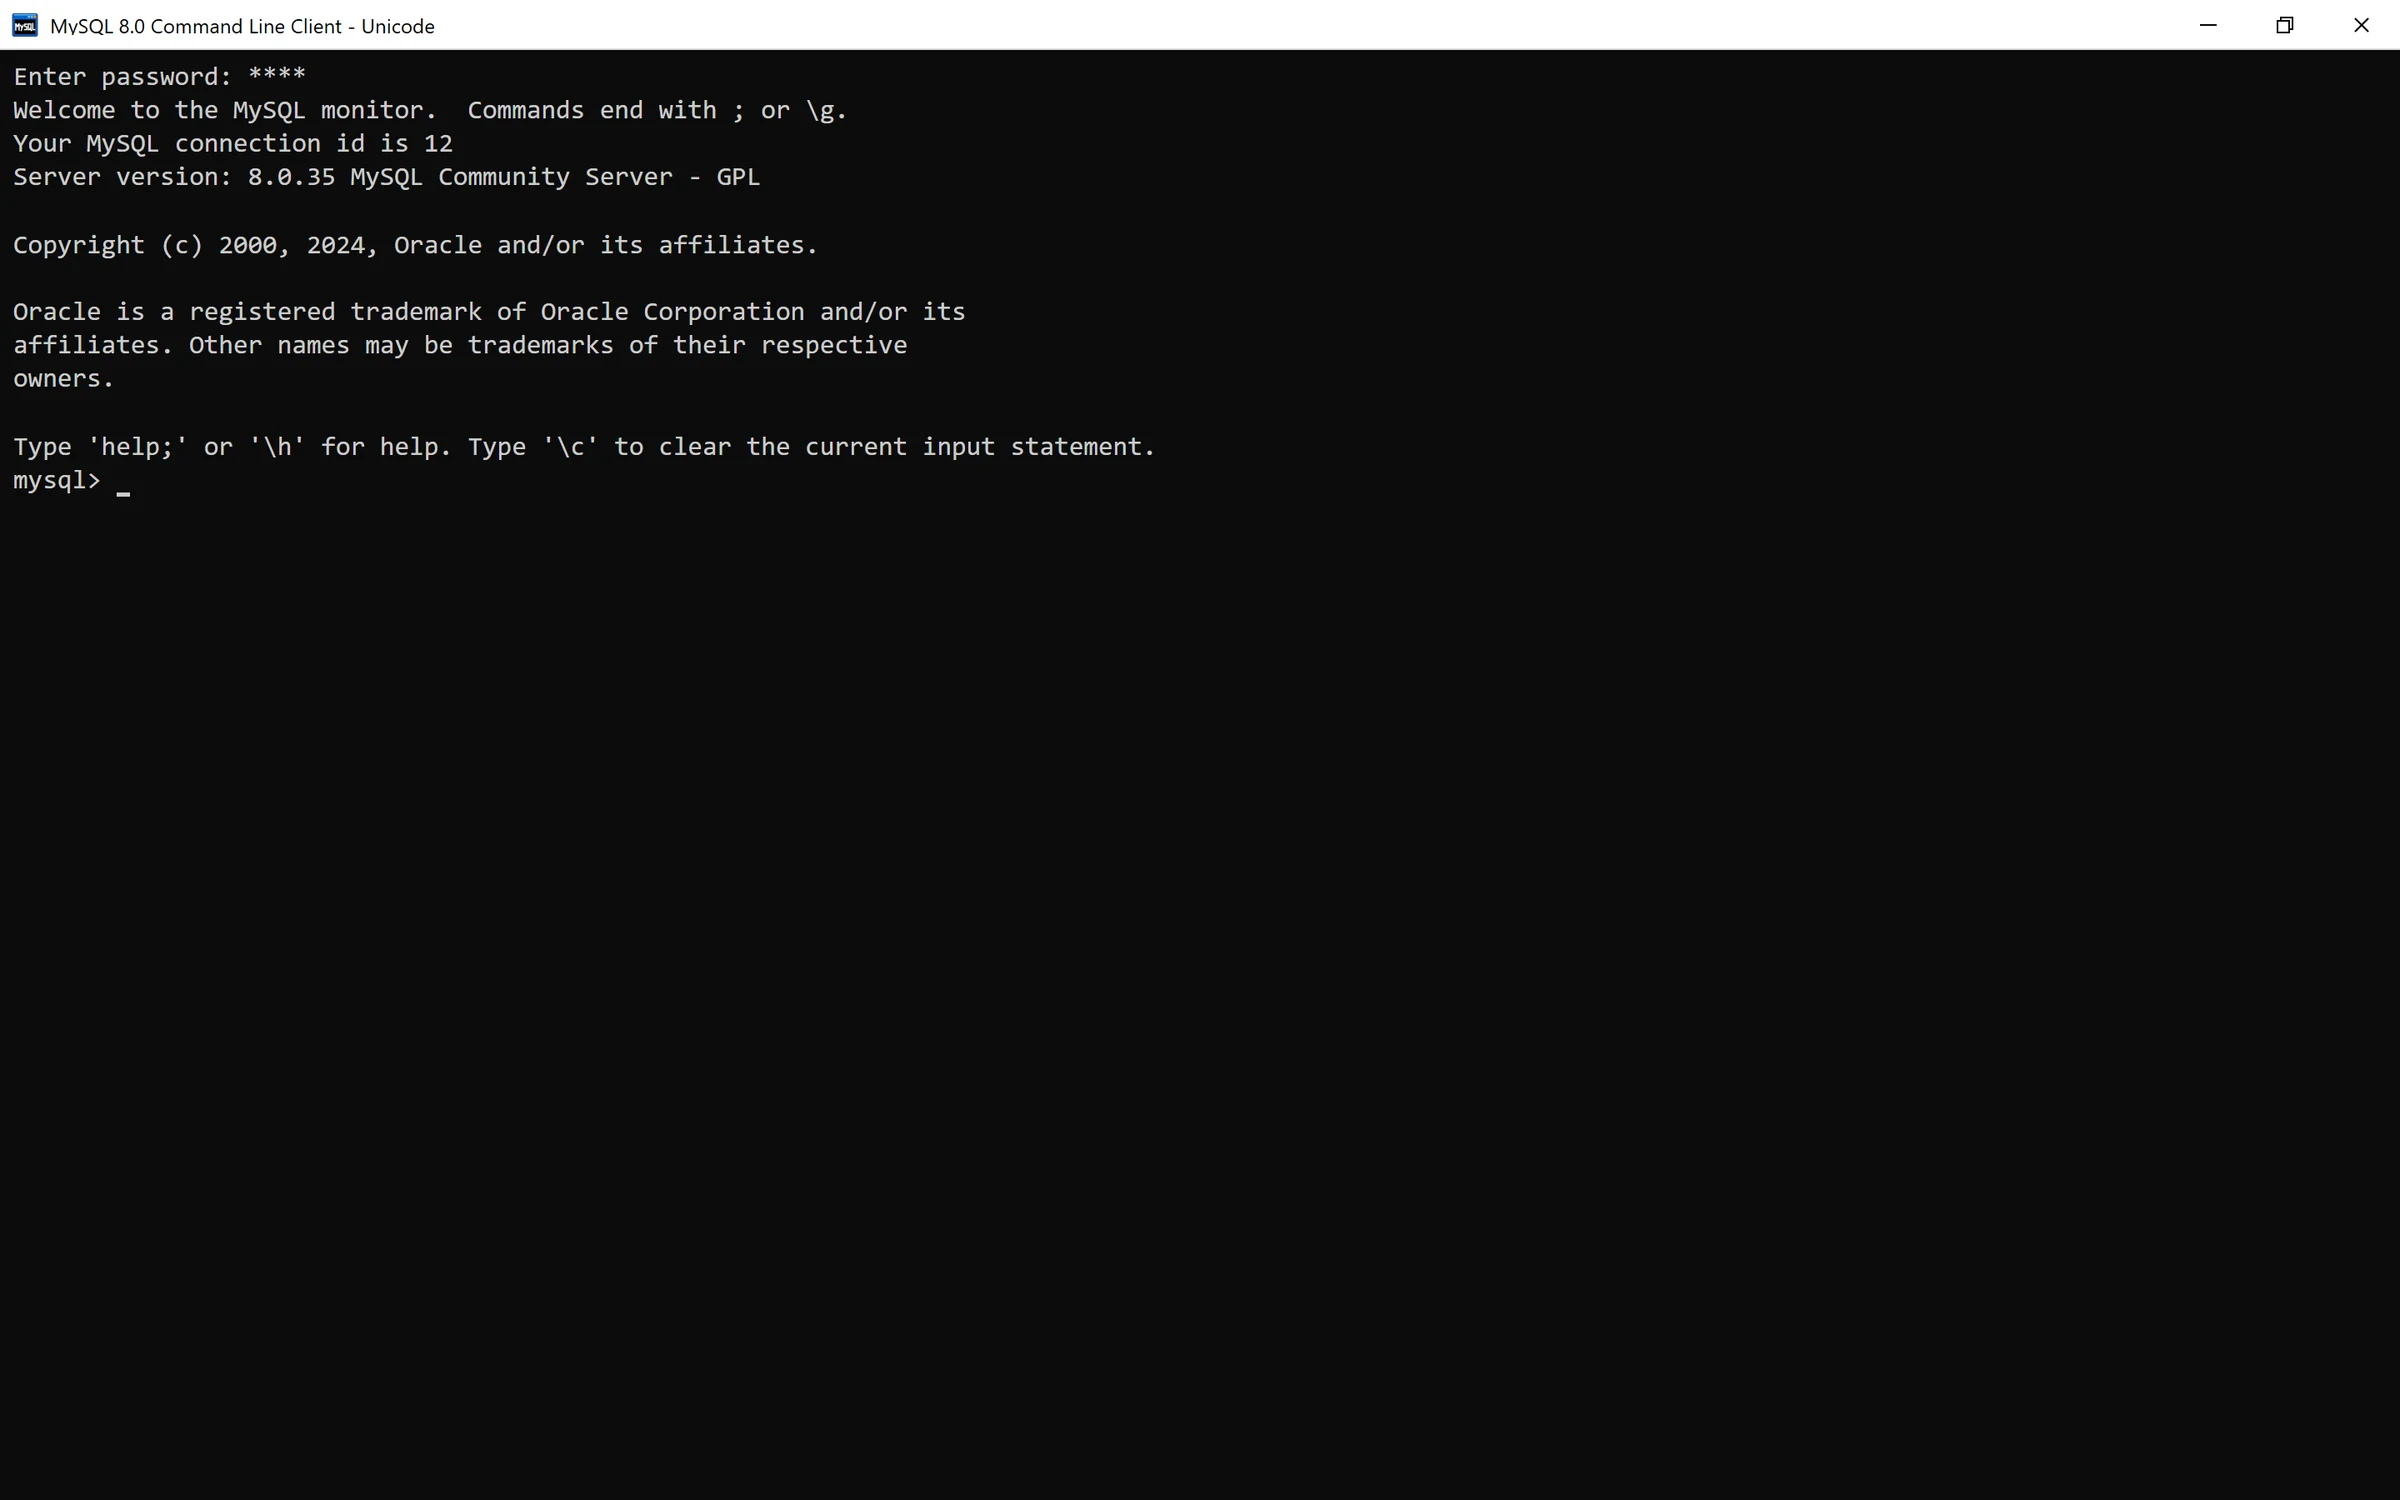 MySQL 8.0 Command Line Client - Unicode
Enter password: ****
Welcome to the MySQL monitor.  Commands end with ; or \g.
Your MySQL connection id is 12
Server version: 8.0.35 MySQL Community Server - GPL
Copyright (c) 2000, 2024, Oracle and/or its affiliates.
Oracle is a registered trademark of Oracle Corporation and/or its
affiliates. Other names may be trademarks of their respective
owners.
Type 'help;' or '\h' for help. Type '\c' to clear the current input statement.
mysql> _